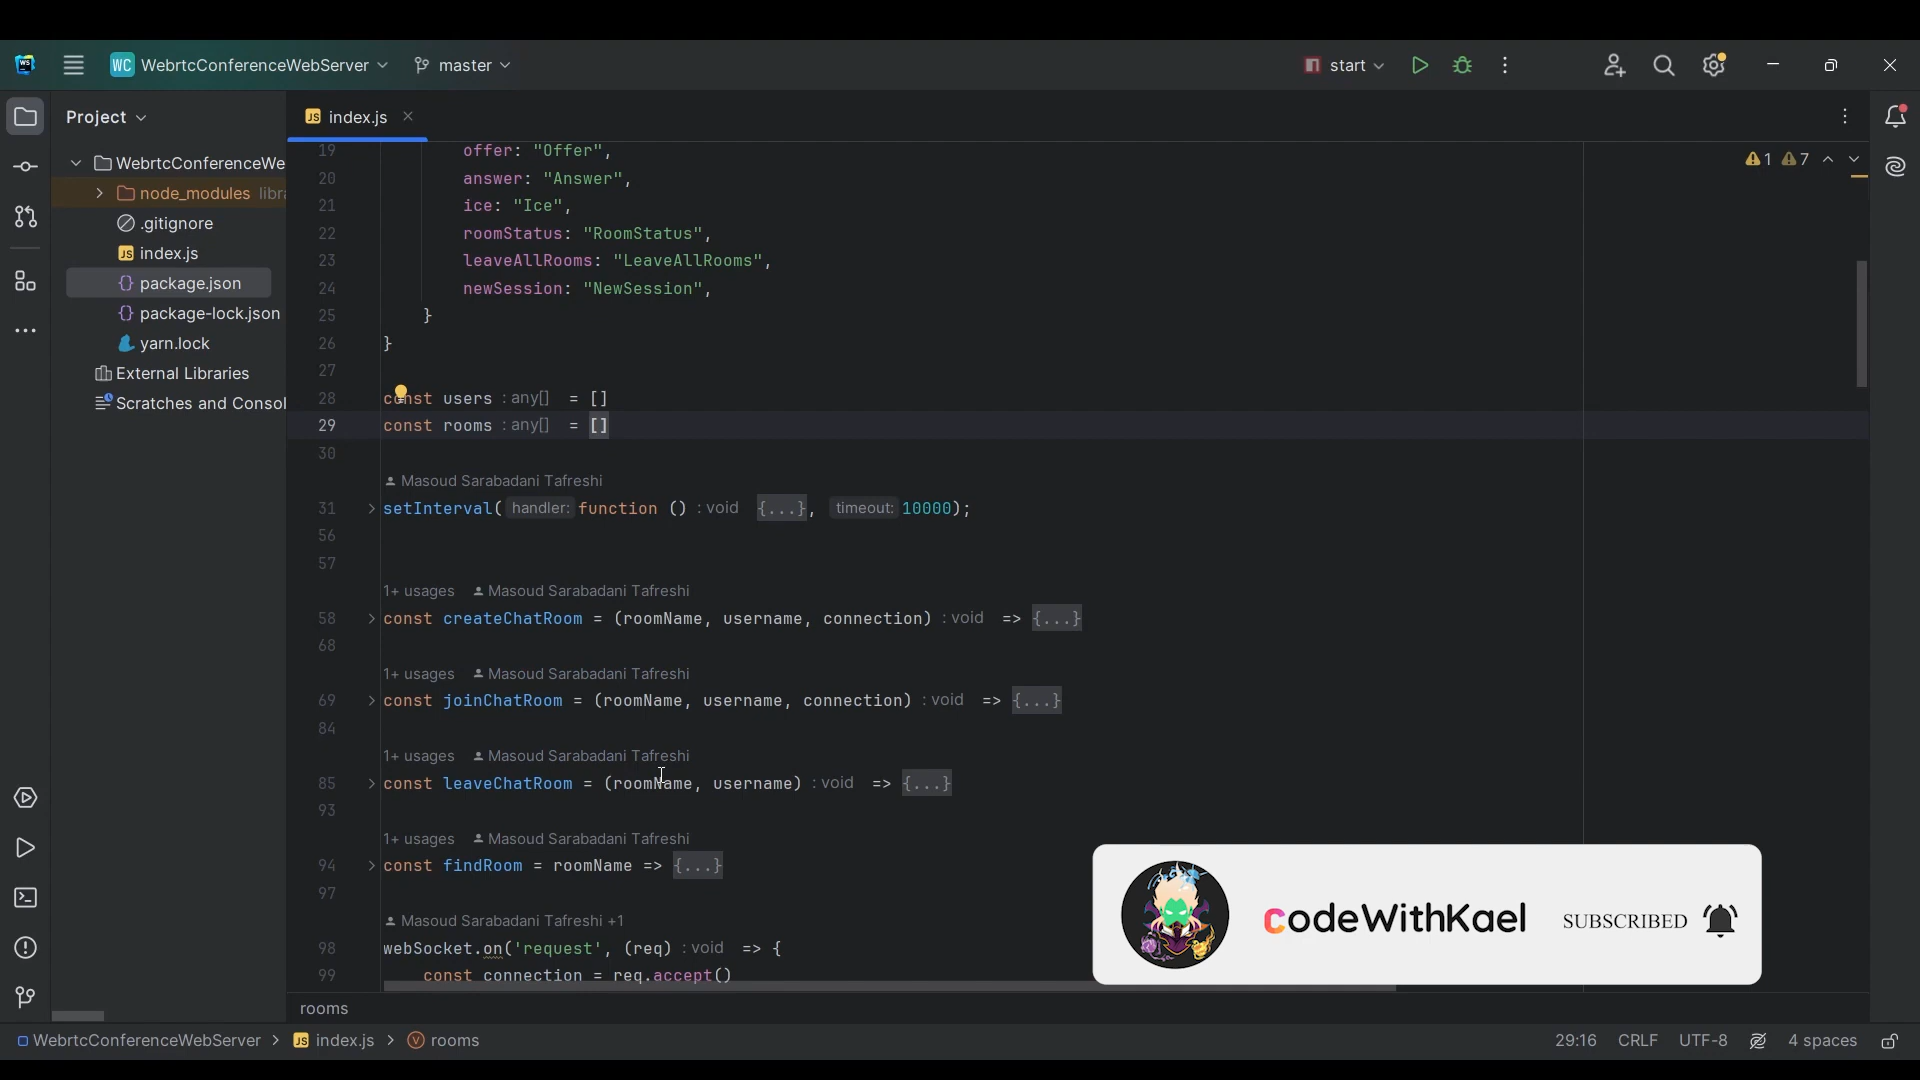 WS
WC WebrtcConferenceWebServer master start
Project
index.js
WebrtcConferenceWe
node_modules libra
.gitignore
JS index.js
package.json
package-lock.json
yarn.lock
External Libraries
Scratches and Consol
19 offer: "Offer",
20 answer: "Answer",
21 ice: "Ice",
22 roomStatus: "RoomStatus",
23 leaveAllRooms: "LeaveAllRooms",
24 newSession: "NewSession",
25 }
26 }
27
28 const users : any[] = []
29 const rooms : any[] = []
30
Masoud Sarabadani Tafreshi
31 setInterval( handler: function () : void {...}, timeout: 10000);
56
57
1+ usages Masoud Sarabadani Tafreshi
58 const createChatRoom = (roomName, username, connection) : void => {...}
68
1+ usages Masoud Sarabadani Tafreshi
69 const joinChatRoom = (roomName, username, connection) : void => {...}
84
1+ usages Masoud Sarabadani Tafreshi
85 const leaveChatRoom = (roomName, username) : void => {...}
93
1+ usages Masoud Sarabadani Tafreshi
94 const findRoom = roomName => {...}
97
Masoud Sarabadani Tafreshi +1
98 webSocket.on('request', (req) : void => {
99 const connection = req.accept()
1 7
codeWithKael SUBSCRIBED
rooms
WebrtcConferenceWebServer > JS index.js > V rooms
29:16 CRLF UTF-8 4 spaces